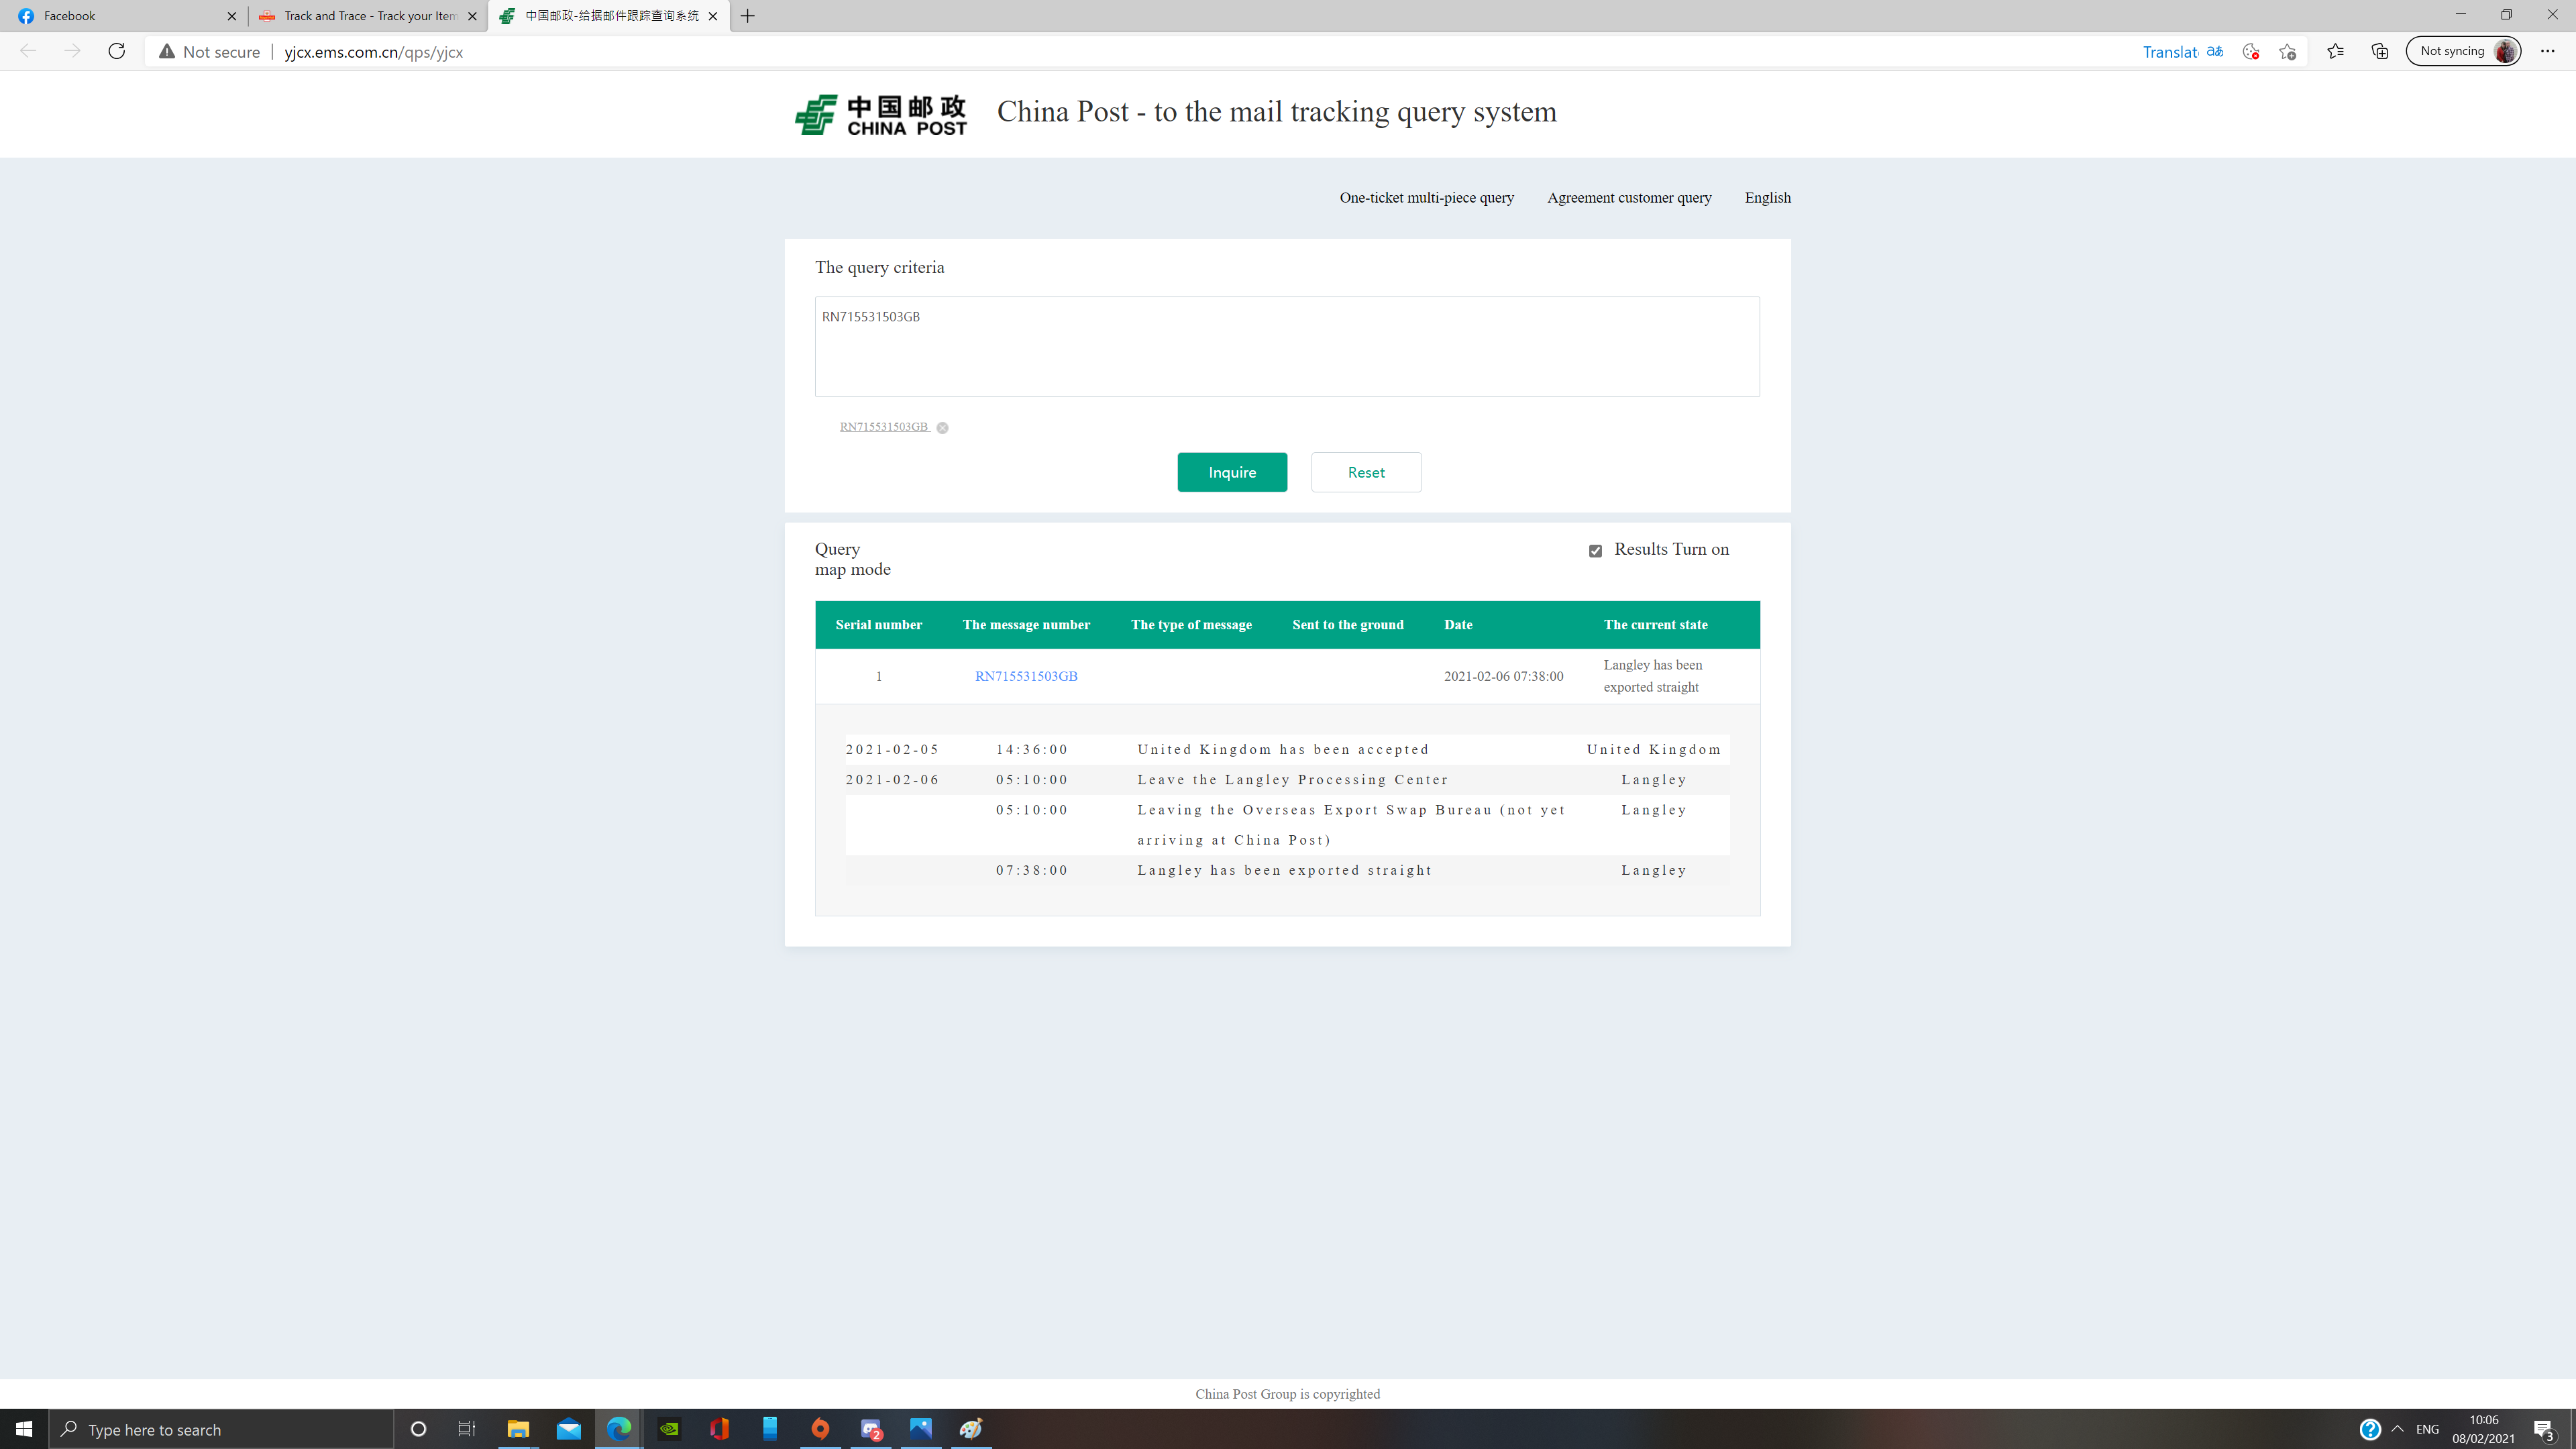 Facebook
Track and Trace - Track your Item
中国邮政-给据邮件跟踪查询系统
Not secure
yjcx.ems.com.cn/qps/yjcx
Translat
Not syncing
中国邮政
CHINA POST
China Post - to the mail tracking query system
One-ticket multi-piece query Agreement customer query English
The query criteria
RN715531503GB
RN715531503GB
Inquire Reset
Query
map mode
Results Turn on
Serial number The message number The type of message Sent to the ground Date The current state
1 RN715531503GB 2021-02-06 07:38:00 Langley has been
exported straight
2021-02-05 14:36:00 United Kingdom has been accepted United Kingdom
2021-02-06 05:10:00 Leave the Langley Processing Center Langley
05:10:00 Leaving the Overseas Export Swap Bureau (not yet Langley
arriving at China Post)
07:38:00 Langley has been exported straight Langley
China Post Group is copyrighted
Type here to search
2
ENG
10:06
08/02/2021
3